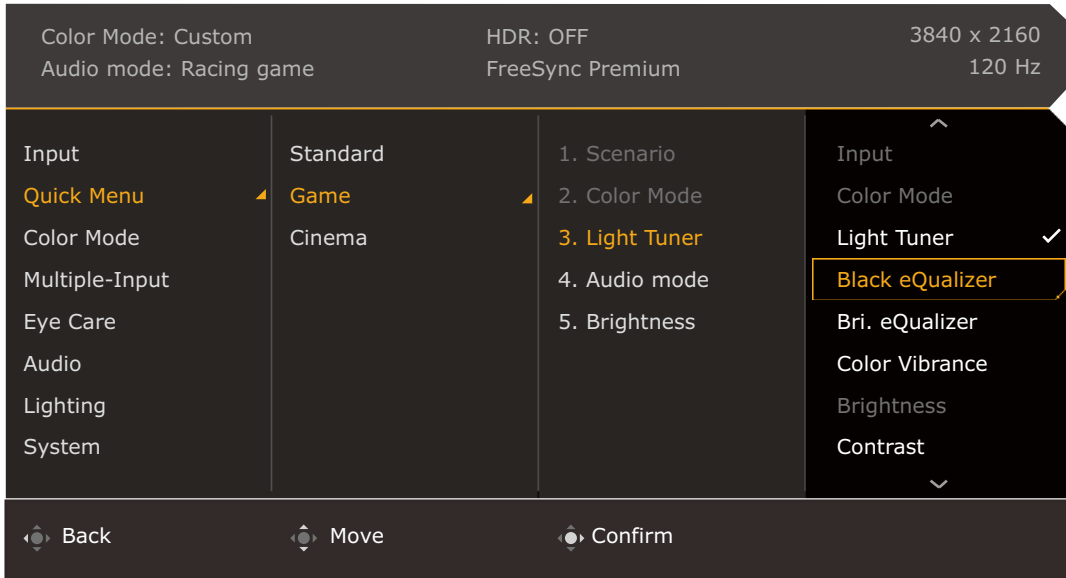 Color Mode: Custom
HDR: OFF
3840 x 2160
Audio mode: Racing game
FreeSync Premium
120 Hz
Input
Quick Menu
Color Mode
Multiple-Input
Eye Care
Audio
Lighting
System
Standard
Game
Cinema
1. Scenario
2. Color Mode
3. Light Tuner
4. Audio mode
5. Brightness
Input
Color Mode
Light Tuner
Black eQualizer
Bri. eQualizer
Color Vibrance
Brightness
Contrast
Back
Move
Confirm